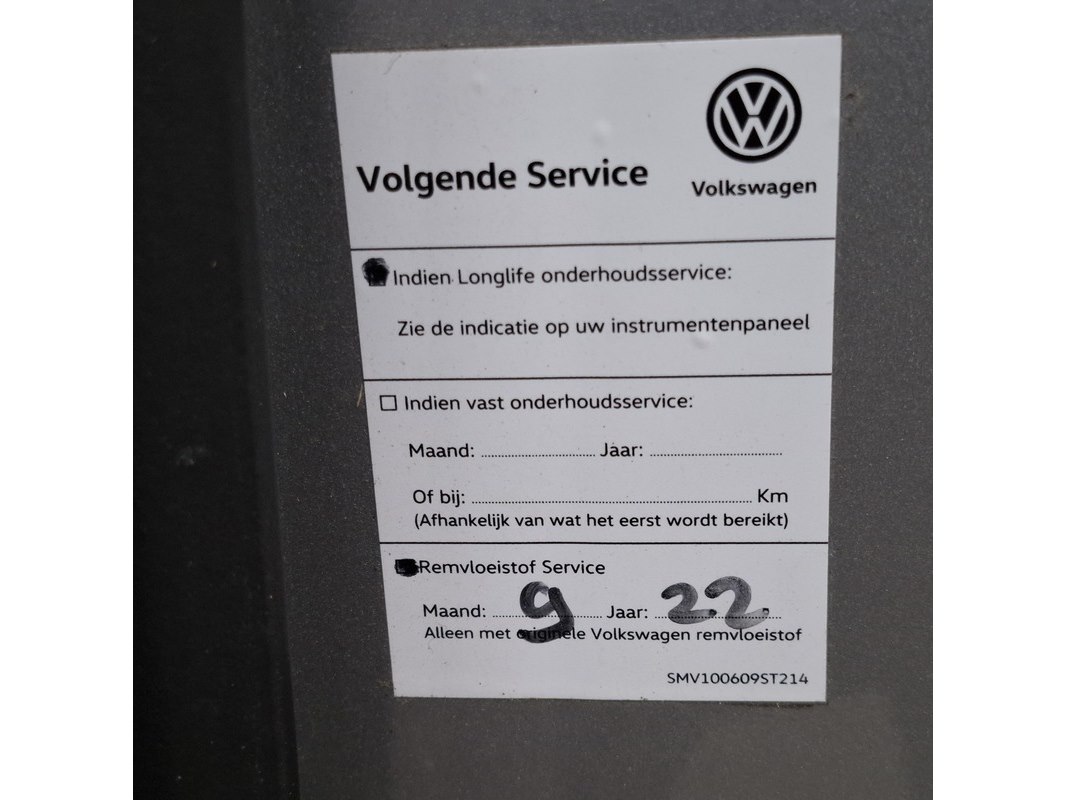 Volgende Service
Volkswagen
Indien Longlife onderhoudsservice:
Zie de indicatie op uw instrumentenpaneel
Indien vast onderhoudsservice:
Maand: Jaar:
Of bij: Km
(Afhankelijk van wat het eerst wordt bereikt)
Remvloeistof Service
Maand: 9 Jaar: 22
Alleen met originele Volkswagen remvloeistof
SMV100609ST214